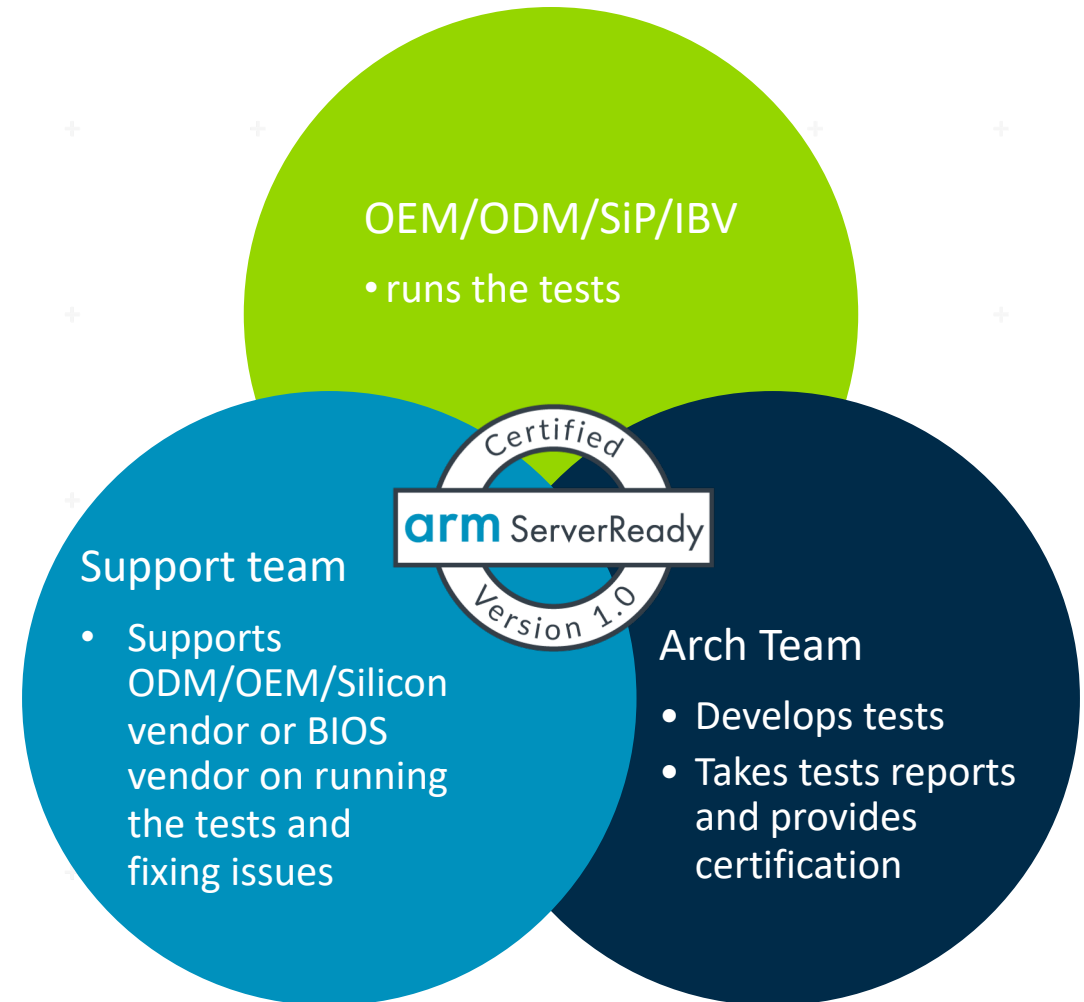 OEM/ODM/SiP/IBV
• runs the tests
Certified
arm ServerReady
Version 1.0
Support team
• Supports
ODM/OEM/Silicon
vendor or BIOS
vendor on running
the tests and
fixing issues
Arch Team
• Develops tests
• Takes tests reports
and provides
certification